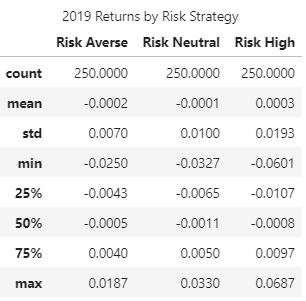 2019 Returns by Risk Strategy
Risk Averse Risk Neutral Risk High
count 250.0000 250.0000 250.0000
mean -0.0002 -0.0001 0.0003
std 0.0070 0.0100 0.0193
min -0.0250 -0.0327 -0.0601
25% -0.0043 -0.0065 -0.0107
50% -0.0005 -0.0011 -0.0008
75% 0.0040 0.0050 0.0097
max 0.0187 0.0330 0.0687